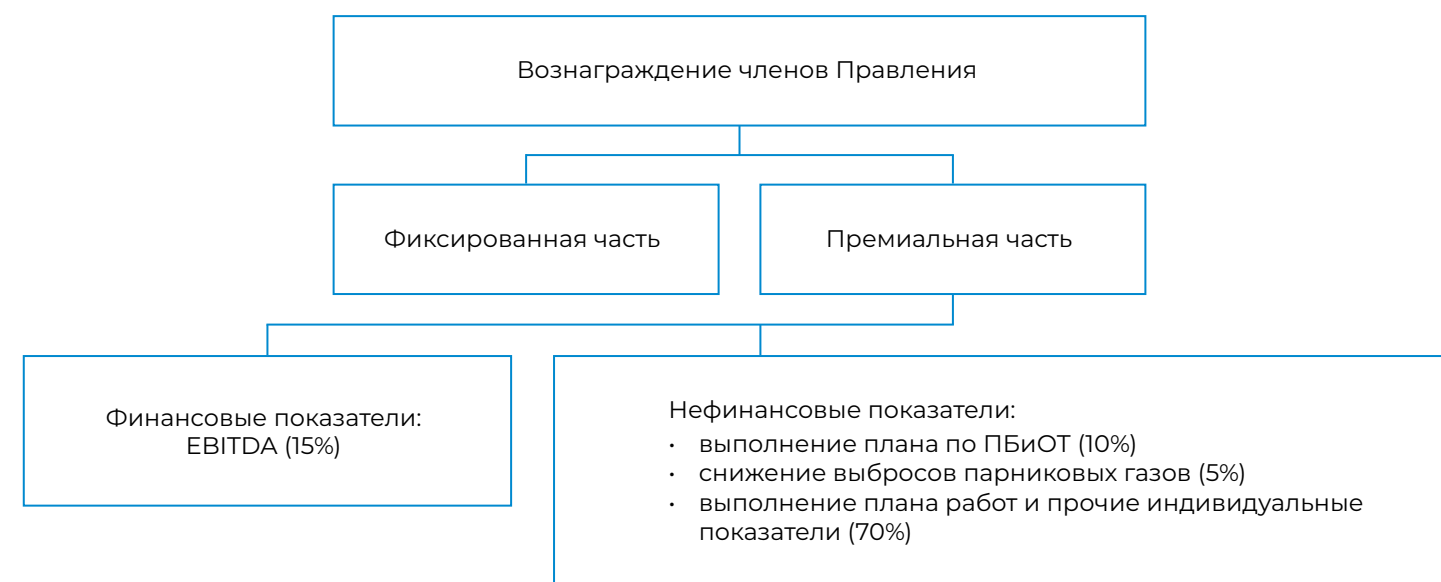 Вознаграждение членов Правления
Фиксированная часть
Премиальная часть
Финансовые показатели:
EBITDA (15%)
Нефинансовые показатели:
• выполнение плана по ПБиОТ (10%)
• снижение выбросов парниковых газов (5%)
• выполнение плана работ и прочие индивидуальные
показатели (70%)